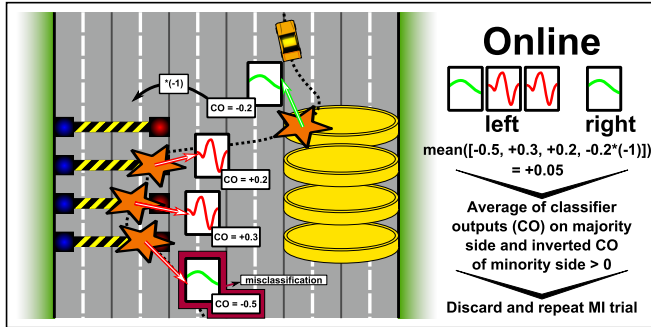 *(-1)
CO = -0.2
CO = +0.2
CO = +0.3
misclassification
CO = -0.5
Online
left right
mean([-0.5, +0.3, +0.2, -0.2*(-1)])
= +0.05
Average of classifier
outputs (CO) on majority
side and inverted CO
of minority side > 0
Discard and repeat MI trial